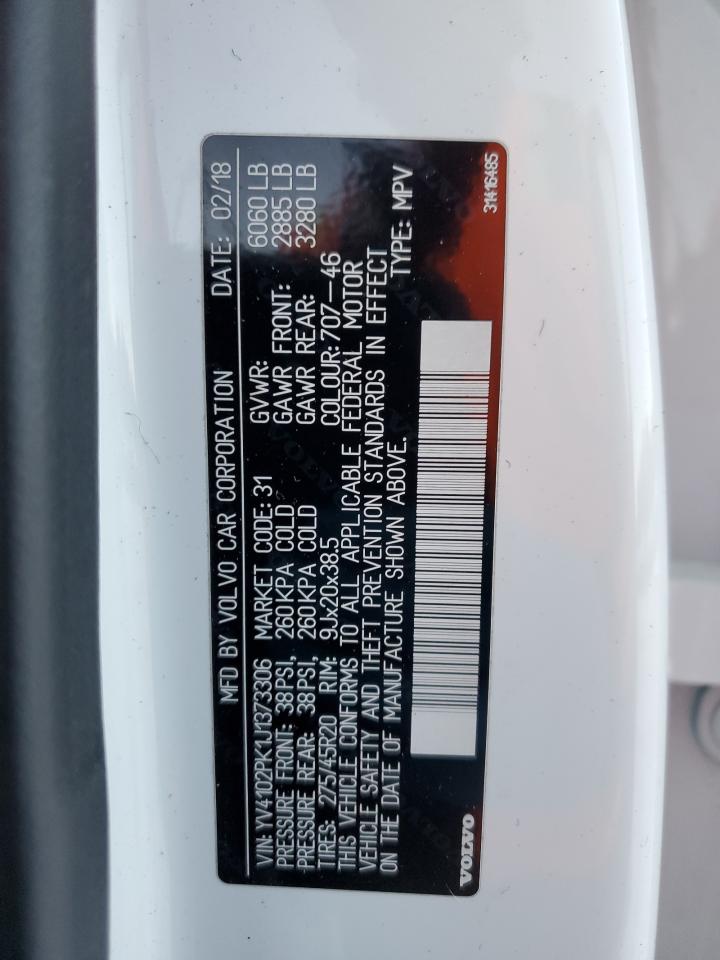 MFD BY VOLVO CAR CORPORATION DATE: 02/18
VIN: YV4102PK1U1373306 MARKET CODE: 31 GVWR: 6060 LB
PRESSURE FRONT: 38PSI, 260KPA COLD GAWR FRONT: 2885 LB
PRESSURE REAR: 38PSI, 260KPA COLD GAWR REAR: 3280 LB
TIRES: 275/45R20 RIM: 9Jx20x38.5 COLOUR: 707—46
THIS VEHICLE CONFORMS TO ALL APPLICABLE FEDERAL MOTOR
VEHICLE SAFETY AND THEFT PREVENTION STANDARDS IN EFFECT
ON THE DATE OF MANUFACTURE SHOWN ABOVE. TYPE: MPV
VOLVO 31416485